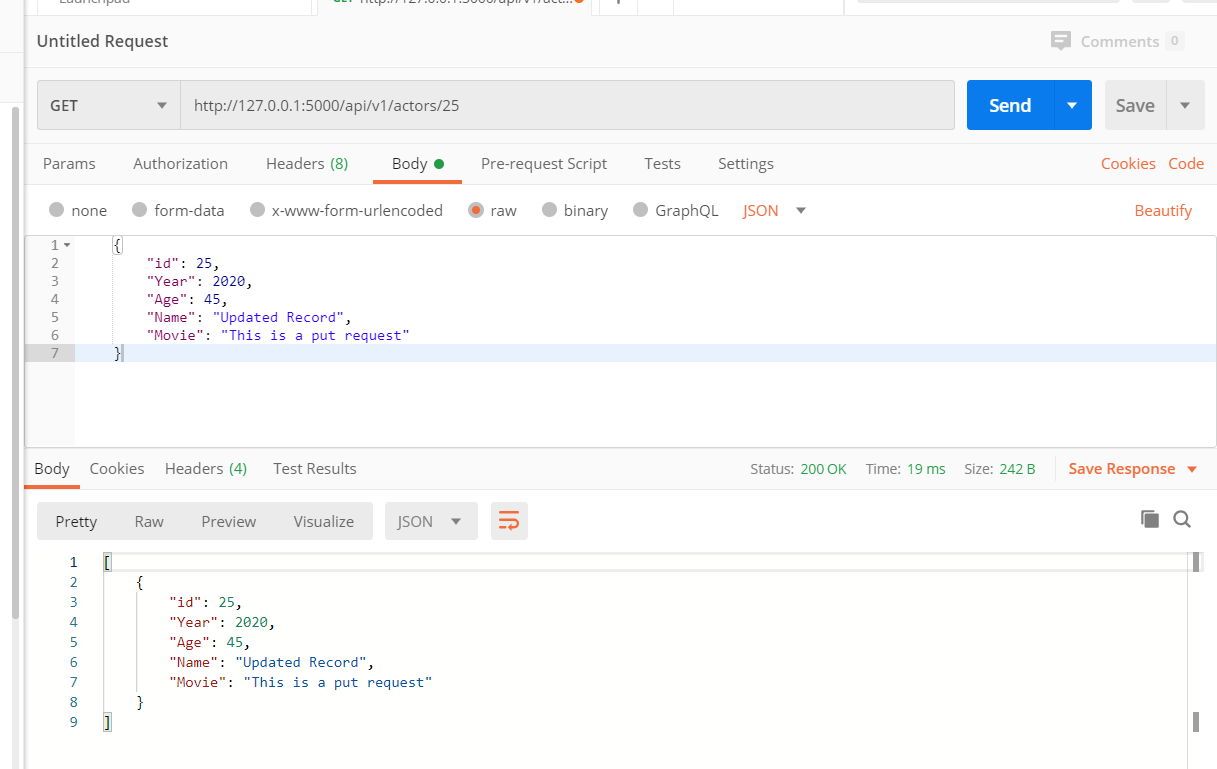 Launchpad
GET http://127.0.0.1:5000/api/v1/act...
Untitled Request
Comments 0
GET http://127.0.0.1:5000/api/v1/actors/25 Send Save
Params Authorization Headers (8) Body Pre-request Script Tests Settings Cookies Code
none form-data x-www-form-urlencoded raw binary GraphQL JSON Beautify
1 {
2 "id": 25,
3 "Year": 2020,
4 "Age": 45,
5 "Name": "Updated Record",
6 "Movie": "This is a put request"
7 }
Body Cookies Headers (4) Test Results Status: 200 OK Time: 19 ms Size: 242 B Save Response
Pretty Raw Preview Visualize JSON
1 [
2 {
3 "id": 25,
4 "Year": 2020,
5 "Age": 45,
6 "Name": "Updated Record",
7 "Movie": "This is a put request"
8 }
9 ]